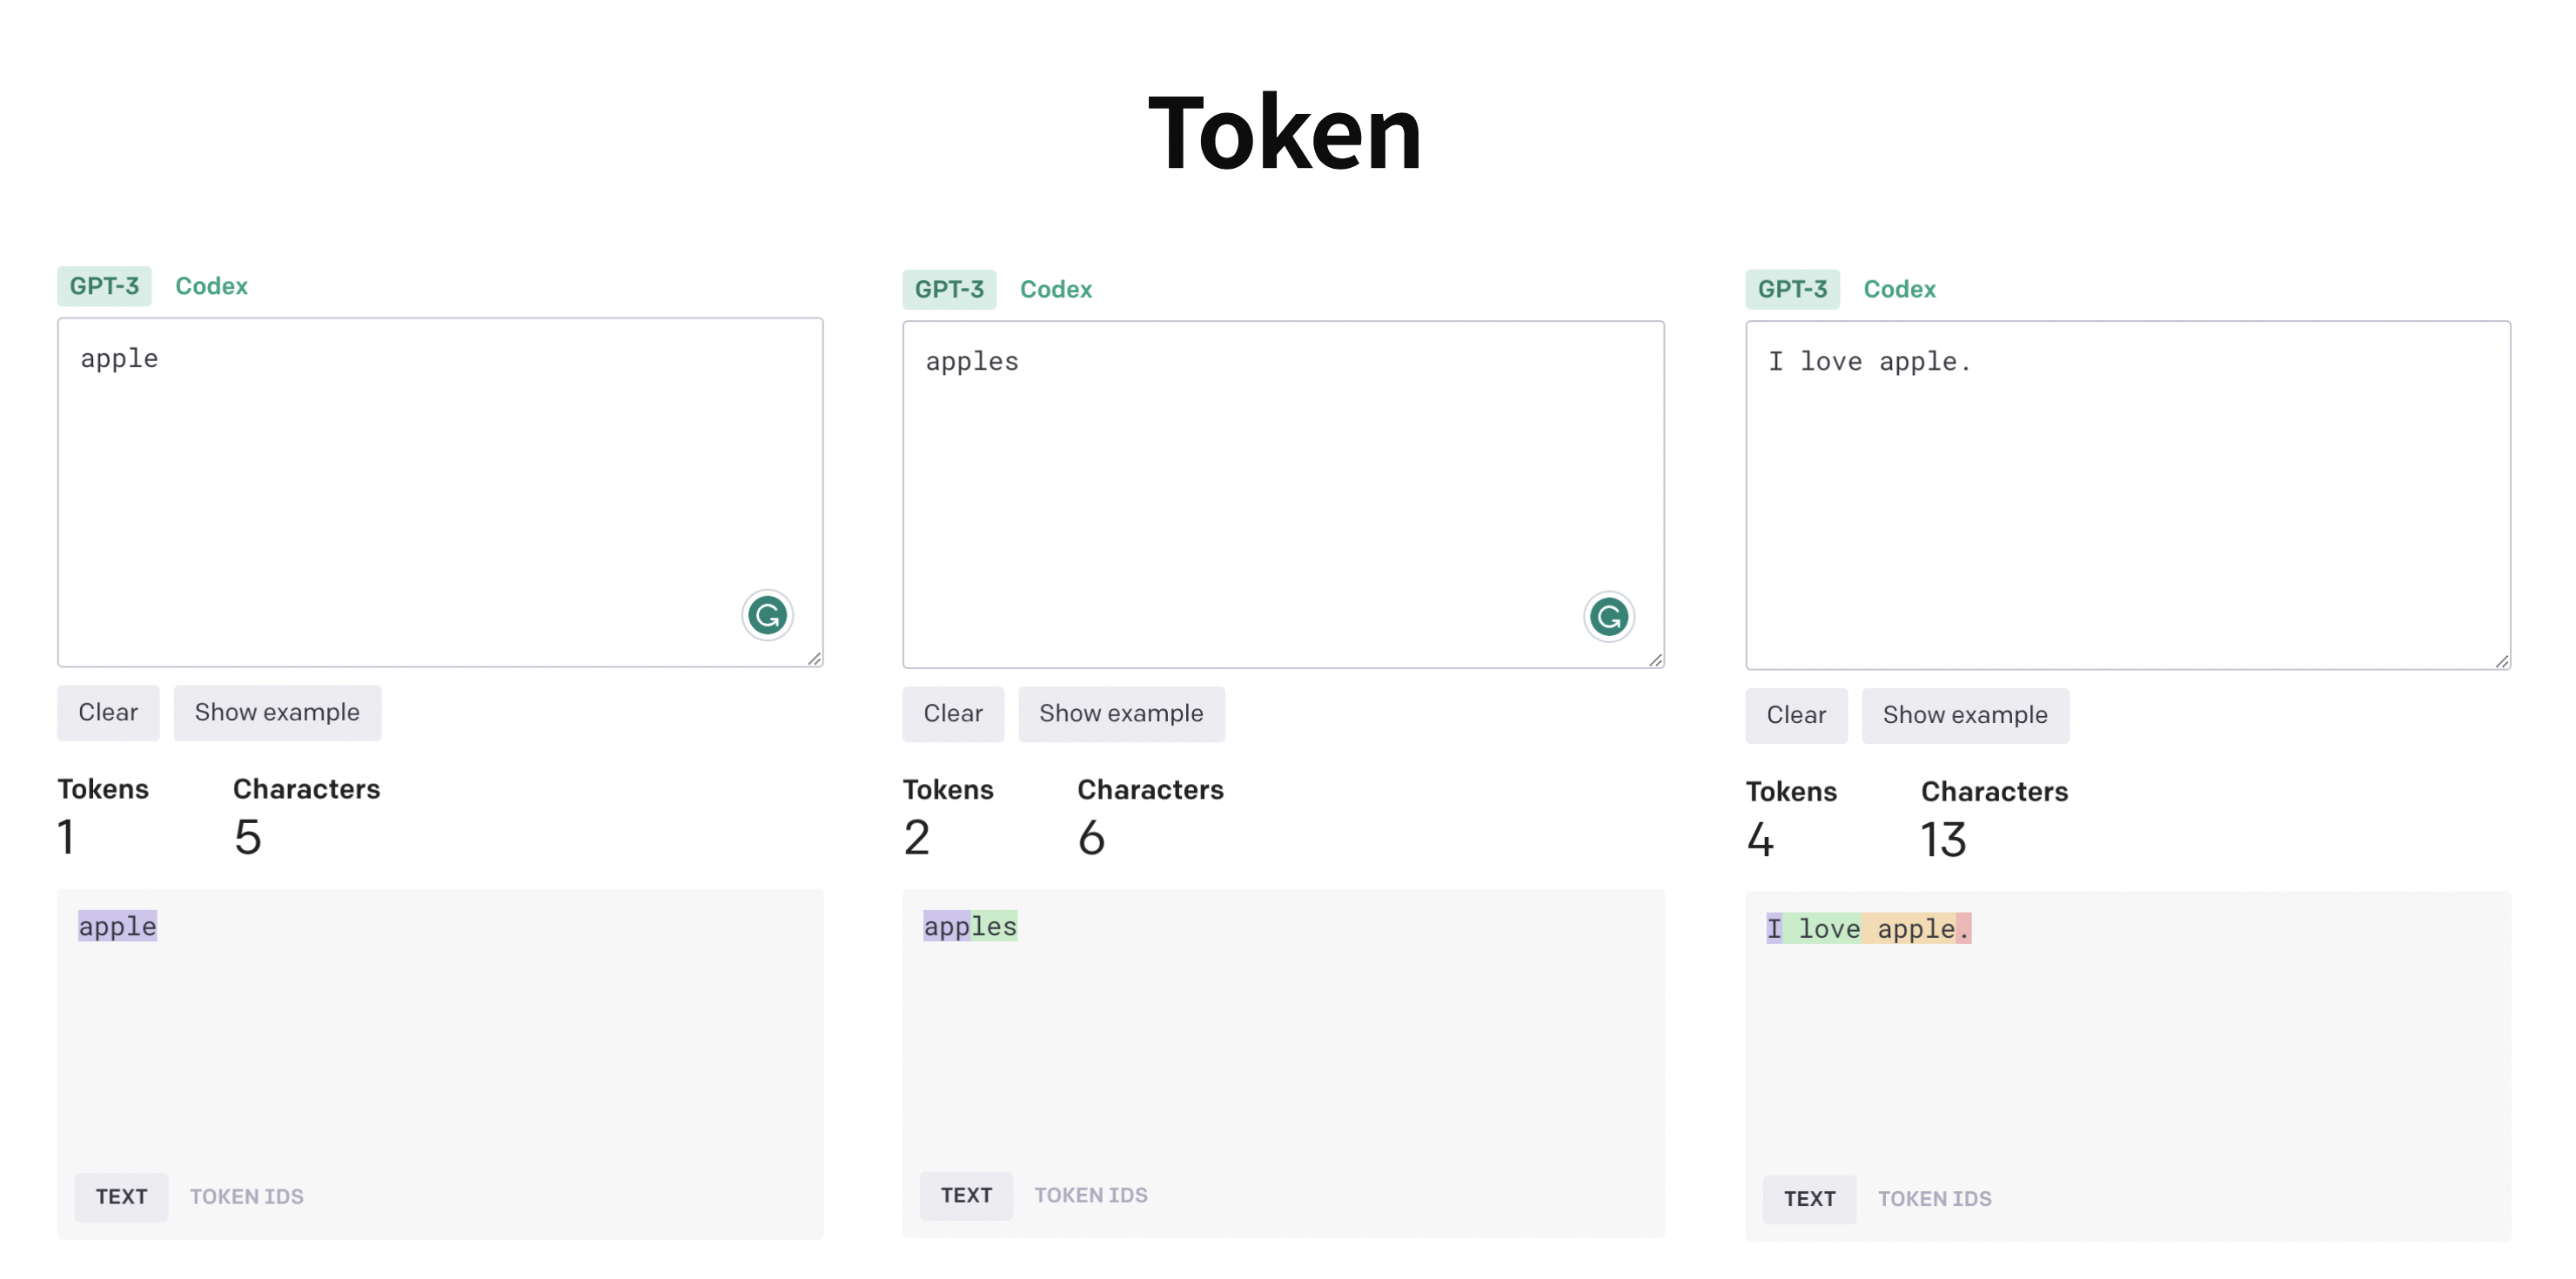 Token
GPT-3 Codex
apple
Clear Show example
Tokens Characters
1 5
apple
TEXT TOKEN IDS
GPT-3 Codex
apples
Clear Show example
Tokens Characters
2 6
apples
TEXT TOKEN IDS
GPT-3 Codex
I love apple.
Clear Show example
Tokens Characters
4 13
I love apple.
TEXT TOKEN IDS